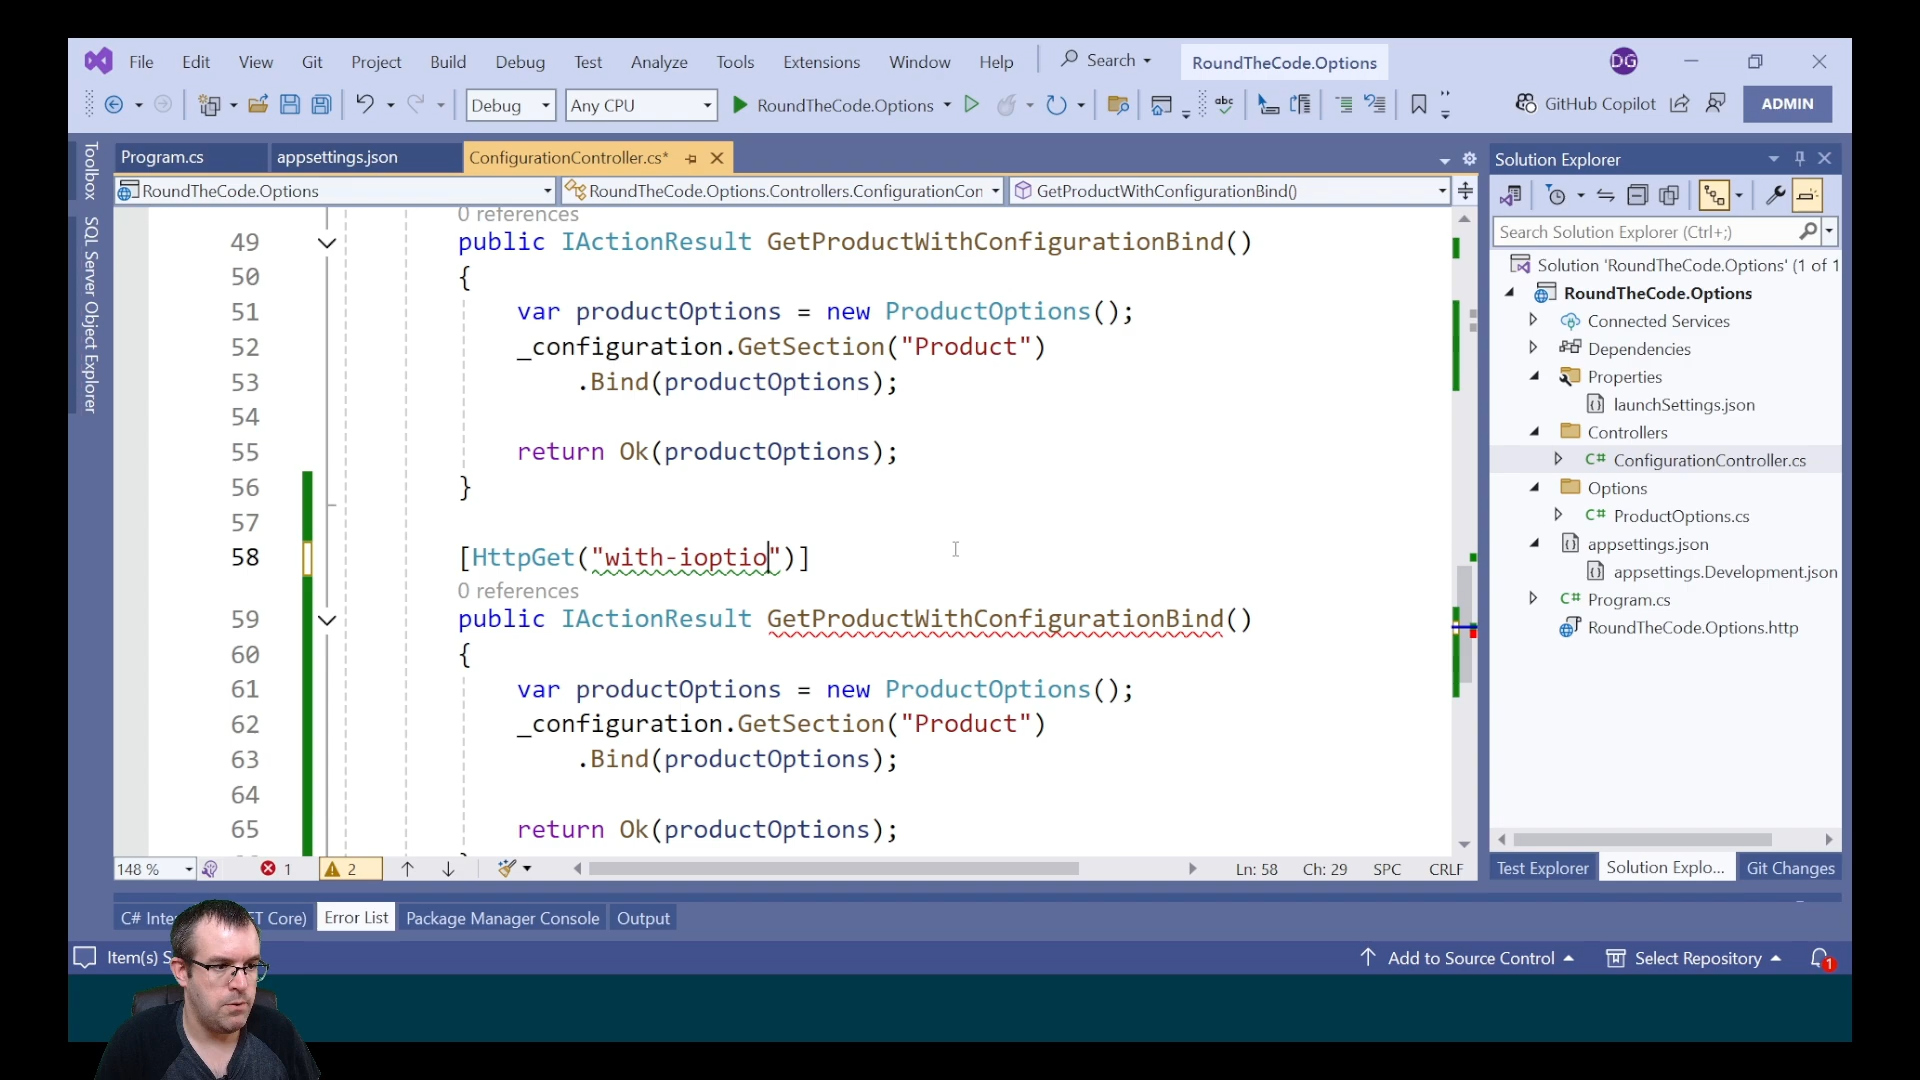 File Edit View Git Project Build Debug Test Analyze Tools Extensions Window Help Search RoundTheCode.Options DG
Debug Any CPU RoundTheCode.Options GitHub Copilot ADMIN
Toolbox
SQL Server Object Explorer
Program.cs appsettings.json ConfigurationController.cs*
RoundTheCode.Options RoundTheCode.Options.Controllers.ConfigurationCon GetProductWithConfigurationBind()
0 references
49 public IActionResult GetProductWithConfigurationBind()
50 {
51 var productOptions = new ProductOptions();
52 _configuration.GetSection("Product")
53 .Bind(productOptions);
54
55 return Ok(productOptions);
56 }
57
58 [HttpGet("with-ioptio")]
0 references
59 public IActionResult GetProductWithConfigurationBind()
60 {
61 var productOptions = new ProductOptions();
62 _configuration.GetSection("Product")
63 .Bind(productOptions);
64
65 return Ok(productOptions);
148 % 1 2 Ln: 58 Ch: 29 SPC CRLF
Solution Explorer
Search Solution Explorer (Ctrl+;)
Solution 'RoundTheCode.Options' (1 of 1
RoundTheCode.Options
Connected Services
Dependencies
Properties
launchSettings.json
Controllers
C# ConfigurationController.cs
Options
C# ProductOptions.cs
appsettings.json
appsettings.Development.json
C# Program.cs
RoundTheCode.Options.http
Test Explorer Solution Explo... Git Changes
C# Inte T Core) Error List Package Manager Console Output
Item(s) S Add to Source Control Select Repository 1